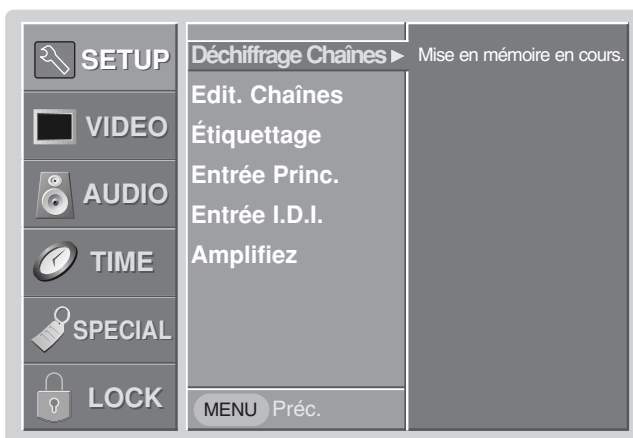 SETUP
VIDEO
AUDIO
TIME
SPECIAL
LOCK
Déchiffrage Chaînes ►
Edit. Chaînes
Étiquettage
Entrée Princ.
Entrée I.D.I.
Amplifiez
MENU Préc.
Mise en mémoire en cours.